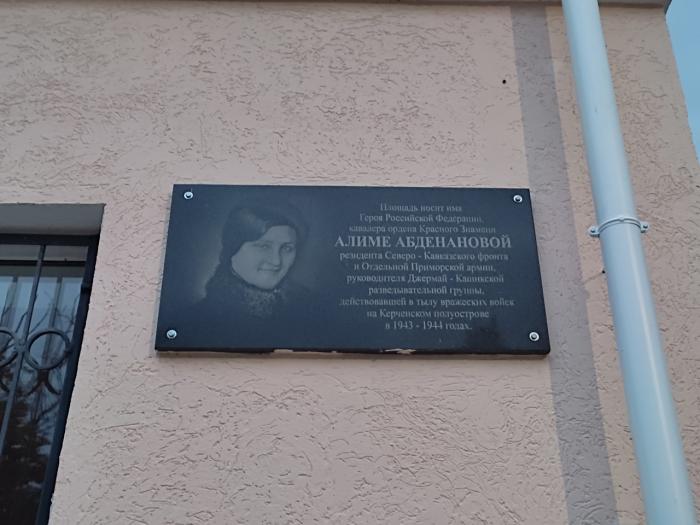 Площадь носит имя
Героя Российской Федерации,
кавалера ордена Красного Знамени
АЛИМЕ АБДЕНАНОВОЙ
резидента Северо - Кавказского фронта
и Отдельной Приморской армии,
руководителя Джермай - Кашикской
разведывательной группы,
действовавшей в тылу вражеских войск
на Керченском полуострове
в 1943 - 1944 годах.